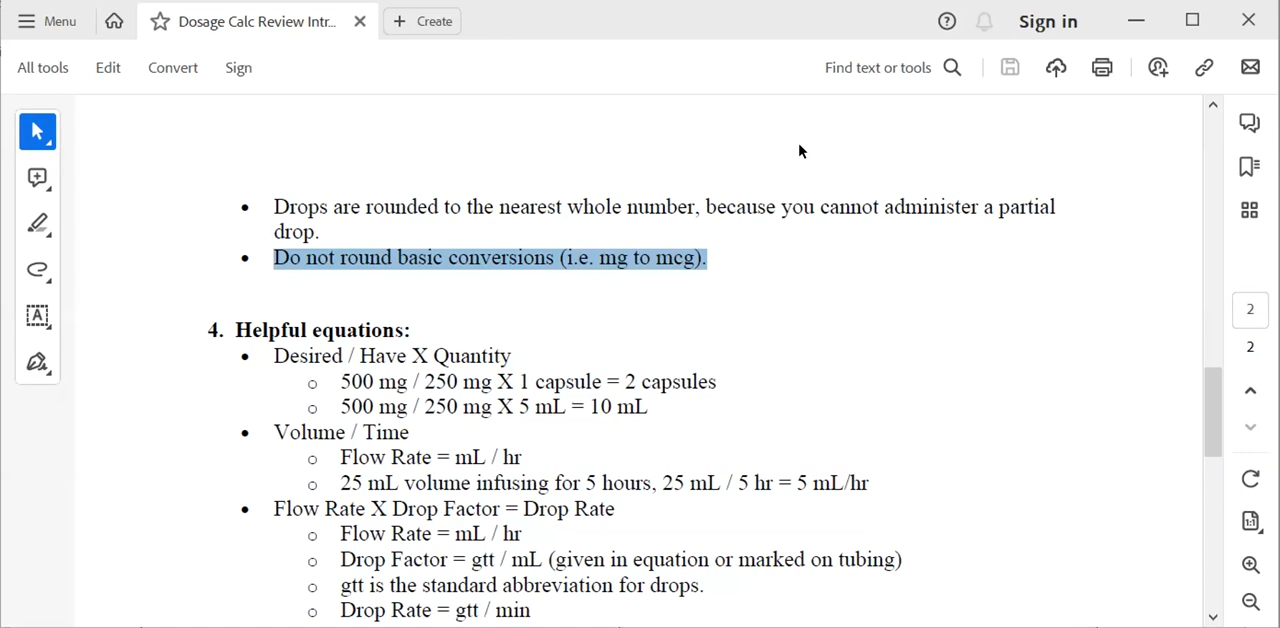 Menu
Dosage Calc Review Intr...
Create
Sign in
All tools
Edit
Convert
Sign
Find text or tools
• Drops are rounded to the nearest whole number, because you cannot administer a partial
drop.
• Do not round basic conversions (i.e. mg to mcg).
4. Helpful equations:
• Desired / Have X Quantity
o 500 mg / 250 mg X 1 capsule = 2 capsules
o 500 mg / 250 mg X 5 mL = 10 mL
• Volume / Time
o Flow Rate = mL / hr
o 25 mL volume infusing for 5 hours, 25 mL / 5 hr = 5 mL/hr
• Flow Rate X Drop Factor = Drop Rate
o Flow Rate = mL / hr
o Drop Factor = gtt / mL (given in equation or marked on tubing)
o gtt is the standard abbreviation for drops.
o Drop Rate = gtt / min
2
2